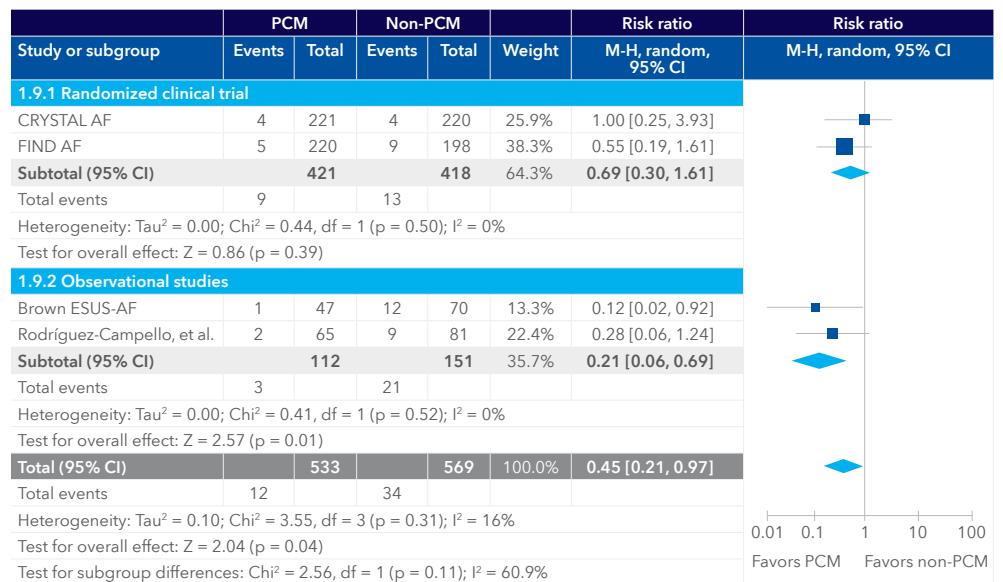 PCM Non-PCM Risk ratio Risk ratio
Study or subgroup Events Total Events Total Weight M-H, random, 95% CI M-H, random, 95% CI
1.9.1 Randomized clinical trial
CRYSTAL AF 4 221 4 220 25.9% 1.00 [0.25, 3.93]
FIND AF 5 220 9 198 38.3% 0.55 [0.19, 1.61]
Subtotal (95% CI) 421 418 64.3% 0.69 [0.30, 1.61]
Total events 9 13
Heterogeneity: Tau² = 0.00; Chi² = 0.44, df = 1 (p = 0.50); I² = 0%
Test for overall effect: Z = 0.86 (p = 0.39)
1.9.2 Observational studies
Brown ESUS-AF 1 47 12 70 13.3% 0.12 [0.02, 0.92]
Rodríguez-Campello, et al. 2 65 9 81 22.4% 0.28 [0.06, 1.24]
Subtotal (95% CI) 112 151 35.7% 0.21 [0.06, 0.69]
Total events 3 21
Heterogeneity: Tau² = 0.00; Chi² = 0.41, df = 1 (p = 0.52); I² = 0%
Test for overall effect: Z = 2.57 (p = 0.01)
Total (95% CI) 533 569 100.0% 0.45 [0.21, 0.97]
Total events 12 34
Heterogeneity: Tau² = 0.10; Chi² = 3.55, df = 3 (p = 0.31); I² = 16%
Test for overall effect: Z = 2.04 (p = 0.04)
Test for subgroup differences: Chi² = 2.56, df = 1 (p = 0.11); I² = 60.9%
0.01 0.1 1 10 100
Favors PCM Favors non-PCM